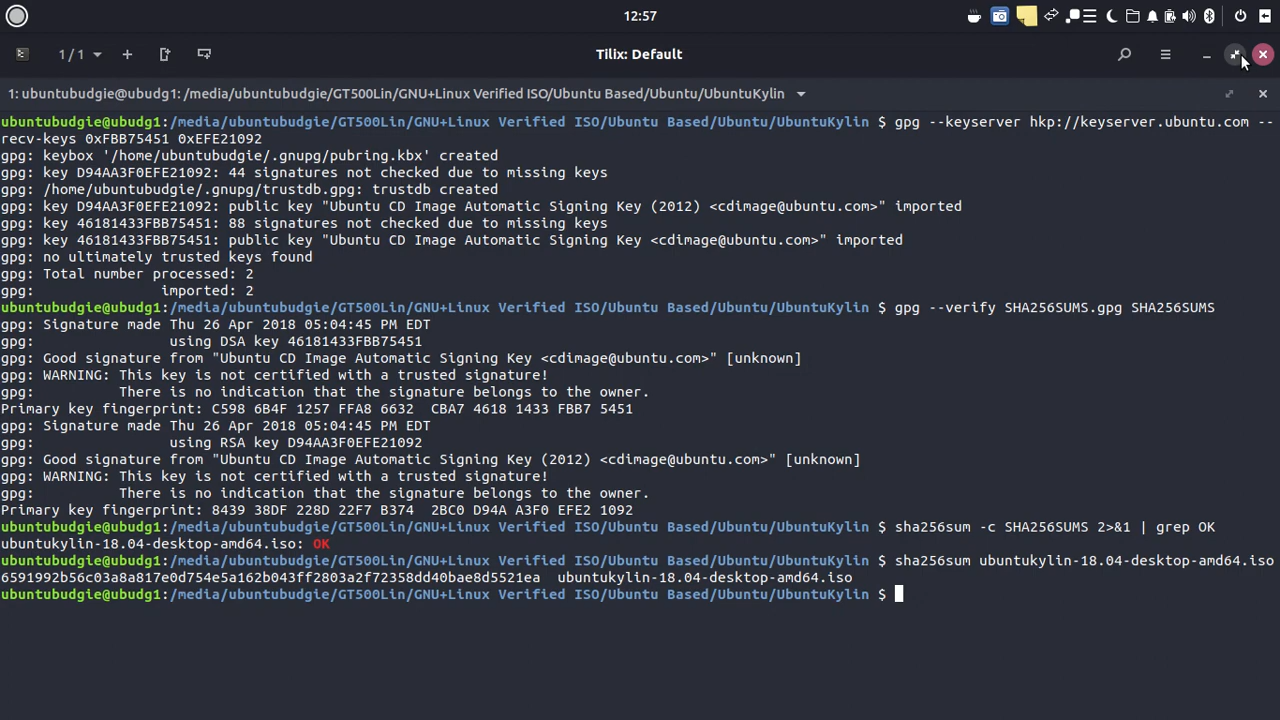 12:57
1 / 1
Tilix: Default
1: ubuntubudgie@ubudg1: /media/ubuntubudgie/GT500Lin/GNU+Linux Verified ISO/Ubuntu Based/Ubuntu/UbuntuKylin
ubuntubudgie@ubudg1:/media/ubuntubudgie/GT500Lin/GNU+Linux Verified ISO/Ubuntu Based/Ubuntu/UbuntuKylin $ gpg --keyserver hkp://keyserver.ubuntu.com --
recv-keys 0xFBB75451 0xEFE21092
gpg: keybox '/home/ubuntubudgie/.gnupg/pubring.kbx' created
gpg: key D94AA3F0EFE21092: 44 signatures not checked due to missing keys
gpg: /home/ubuntubudgie/.gnupg/trustdb.gpg: trustdb created
gpg: key D94AA3F0EFE21092: public key "Ubuntu CD Image Automatic Signing Key (2012) <cdimage@ubuntu.com>" imported
gpg: key 46181433FBB75451: 88 signatures not checked due to missing keys
gpg: key 46181433FBB75451: public key "Ubuntu CD Image Automatic Signing Key <cdimage@ubuntu.com>" imported
gpg: no ultimately trusted keys found
gpg: Total number processed: 2
gpg:               imported: 2
ubuntubudgie@ubudg1:/media/ubuntubudgie/GT500Lin/GNU+Linux Verified ISO/Ubuntu Based/Ubuntu/UbuntuKylin $ gpg --verify SHA256SUMS.gpg SHA256SUMS
gpg: Signature made Thu 26 Apr 2018 05:04:45 PM EDT
gpg:                using DSA key 46181433FBB75451
gpg: Good signature from "Ubuntu CD Image Automatic Signing Key <cdimage@ubuntu.com>" [unknown]
gpg: WARNING: This key is not certified with a trusted signature!
gpg:          There is no indication that the signature belongs to the owner.
Primary key fingerprint: C598 6B4F 1257 FFA8 6632  CBA7 4618 1433 FBB7 5451
gpg: Signature made Thu 26 Apr 2018 05:04:45 PM EDT
gpg:                using RSA key D94AA3F0EFE21092
gpg: Good signature from "Ubuntu CD Image Automatic Signing Key (2012) <cdimage@ubuntu.com>" [unknown]
gpg: WARNING: This key is not certified with a trusted signature!
gpg:          There is no indication that the signature belongs to the owner.
Primary key fingerprint: 8439 38DF 228D 22F7 B374  2BC0 D94A A3F0 EFE2 1092
ubuntubudgie@ubudg1:/media/ubuntubudgie/GT500Lin/GNU+Linux Verified ISO/Ubuntu Based/Ubuntu/UbuntuKylin $ sha256sum -c SHA256SUMS 2>&1 | grep OK
ubuntukylin-18.04-desktop-amd64.iso: OK
ubuntubudgie@ubudg1:/media/ubuntubudgie/GT500Lin/GNU+Linux Verified ISO/Ubuntu Based/Ubuntu/UbuntuKylin $ sha256sum ubuntukylin-18.04-desktop-amd64.iso
6591992b56c03a8a817e0d754e5a162b043ff2803a2f72358dd40bae8d5521ea  ubuntukylin-18.04-desktop-amd64.iso
ubuntubudgie@ubudg1:/media/ubuntubudgie/GT500Lin/GNU+Linux Verified ISO/Ubuntu Based/Ubuntu/UbuntuKylin $